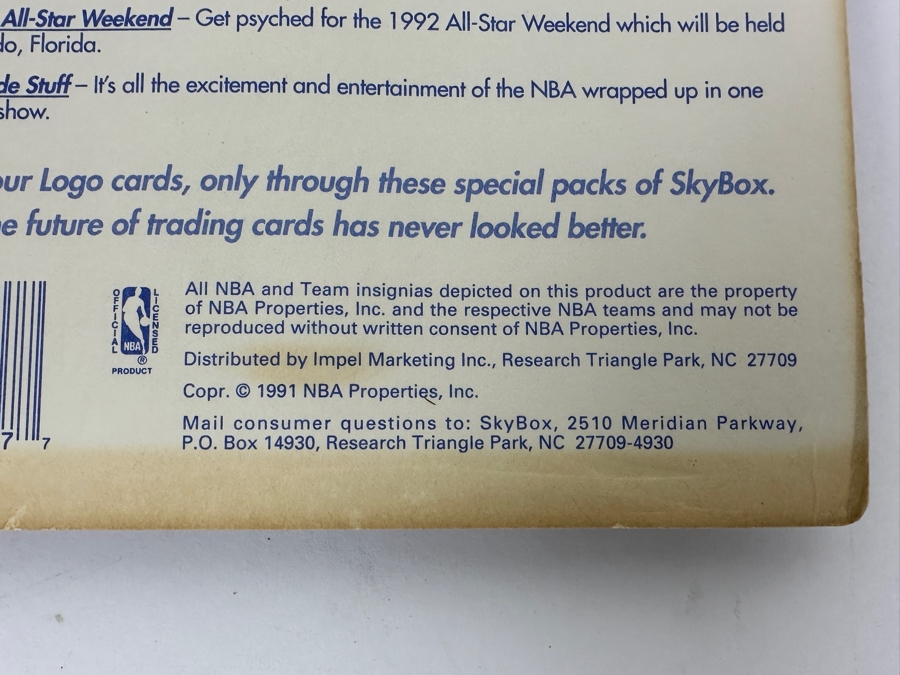 All-Star Weekend – Get psyched for the 1992 All-Star Weekend which will be held
do, Florida.
de Stuff – It's all the excitement and entertainment of the NBA wrapped up in one
show.
our Logo cards, only through these special packs of SkyBox.
e future of trading cards has never looked better.
OFFICIAL LICENSED
NBA
®
PRODUCT
All NBA and Team insignias depicted on this product are the property
of NBA Properties, Inc. and the respective NBA teams and may not be
reproduced without written consent of NBA Properties, Inc.
Distributed by Impel Marketing Inc., Research Triangle Park, NC 27709
Copr. © 1991 NBA Properties, Inc.
Mail consumer questions to: SkyBox, 2510 Meridian Parkway,
P.O. Box 14930, Research Triangle Park, NC 27709-4930
7 7